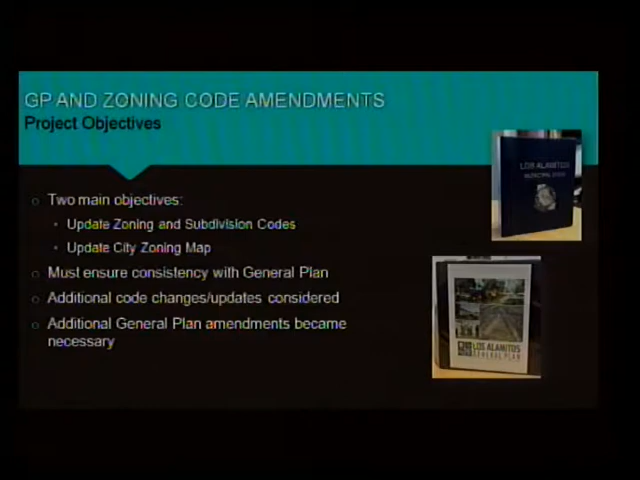 GP AND ZONING CODE AMENDMENTS
Project Objectives
LOS ALAMITOS
Two main objectives:
Update Zoning and Subdivision Codes
Update City Zoning Map
Must ensure consistency with General Plan
Additional code changes/updates considered
Additional General Plan amendments became
necessary
LOS ALAMITOS
GENERAL PLAN